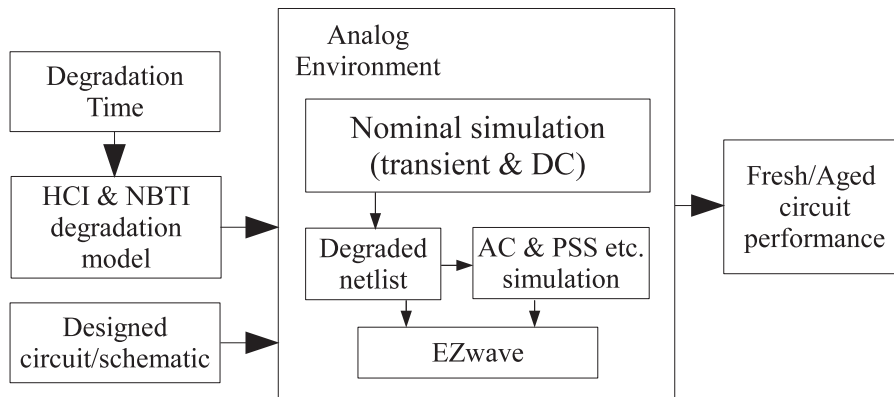 Degradation
Time
HCI & NBTI
degradation
model
Designed
circuit/schematic
Analog
Environment
Nominal simulation
(transient & DC)
Degraded
netlist
AC & PSS etc.
simulation
EZwave
Fresh/Aged
circuit
performance